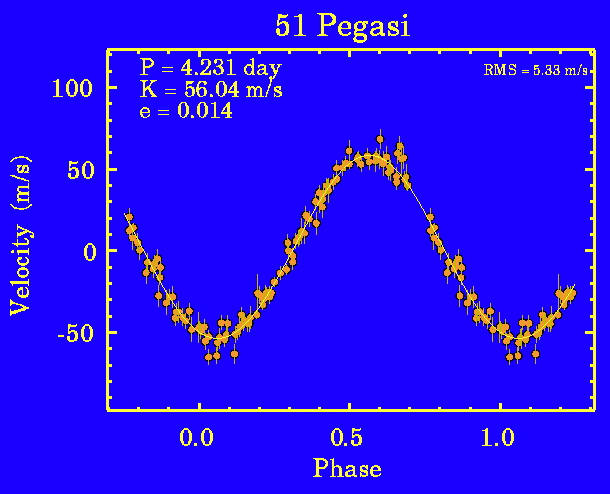 51 Pegasi
P = 4.231 day
K = 56.04 m/s
e = 0.014
RMS = 5.33 m/s
100
50
0
-50
Velocity (m/s)
0.0 0.5 1.0
Phase